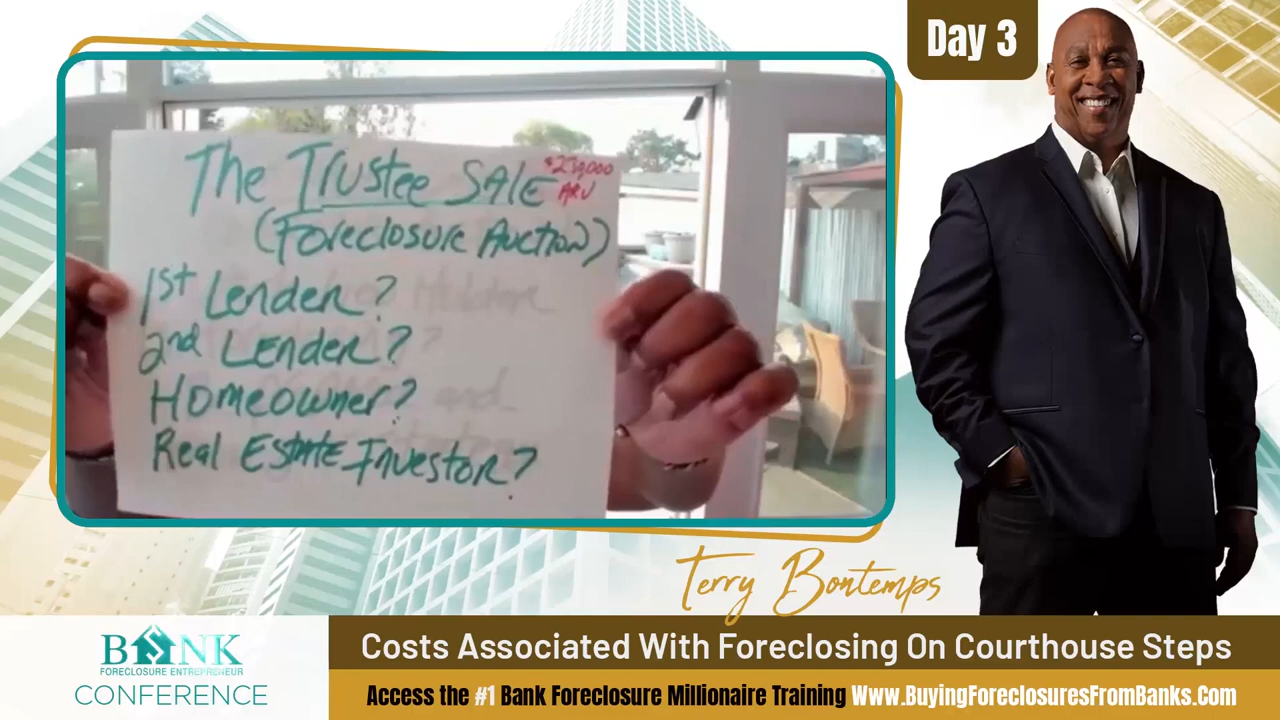 Day 3
The Trustee SALE
(Foreclosure Auction)
ARV
1st Lender?
2nd Lender?
Homeowner?
Real Estate Investor?
Terry Bontemps
BANK
FORECLOSURE ENTREPRENEUR
CONFERENCE
Costs Associated With Foreclosing On Courthouse Steps
Access the #1 Bank Foreclosure Millionaire Training Www.BuyingForeclosuresFromBanks.Com